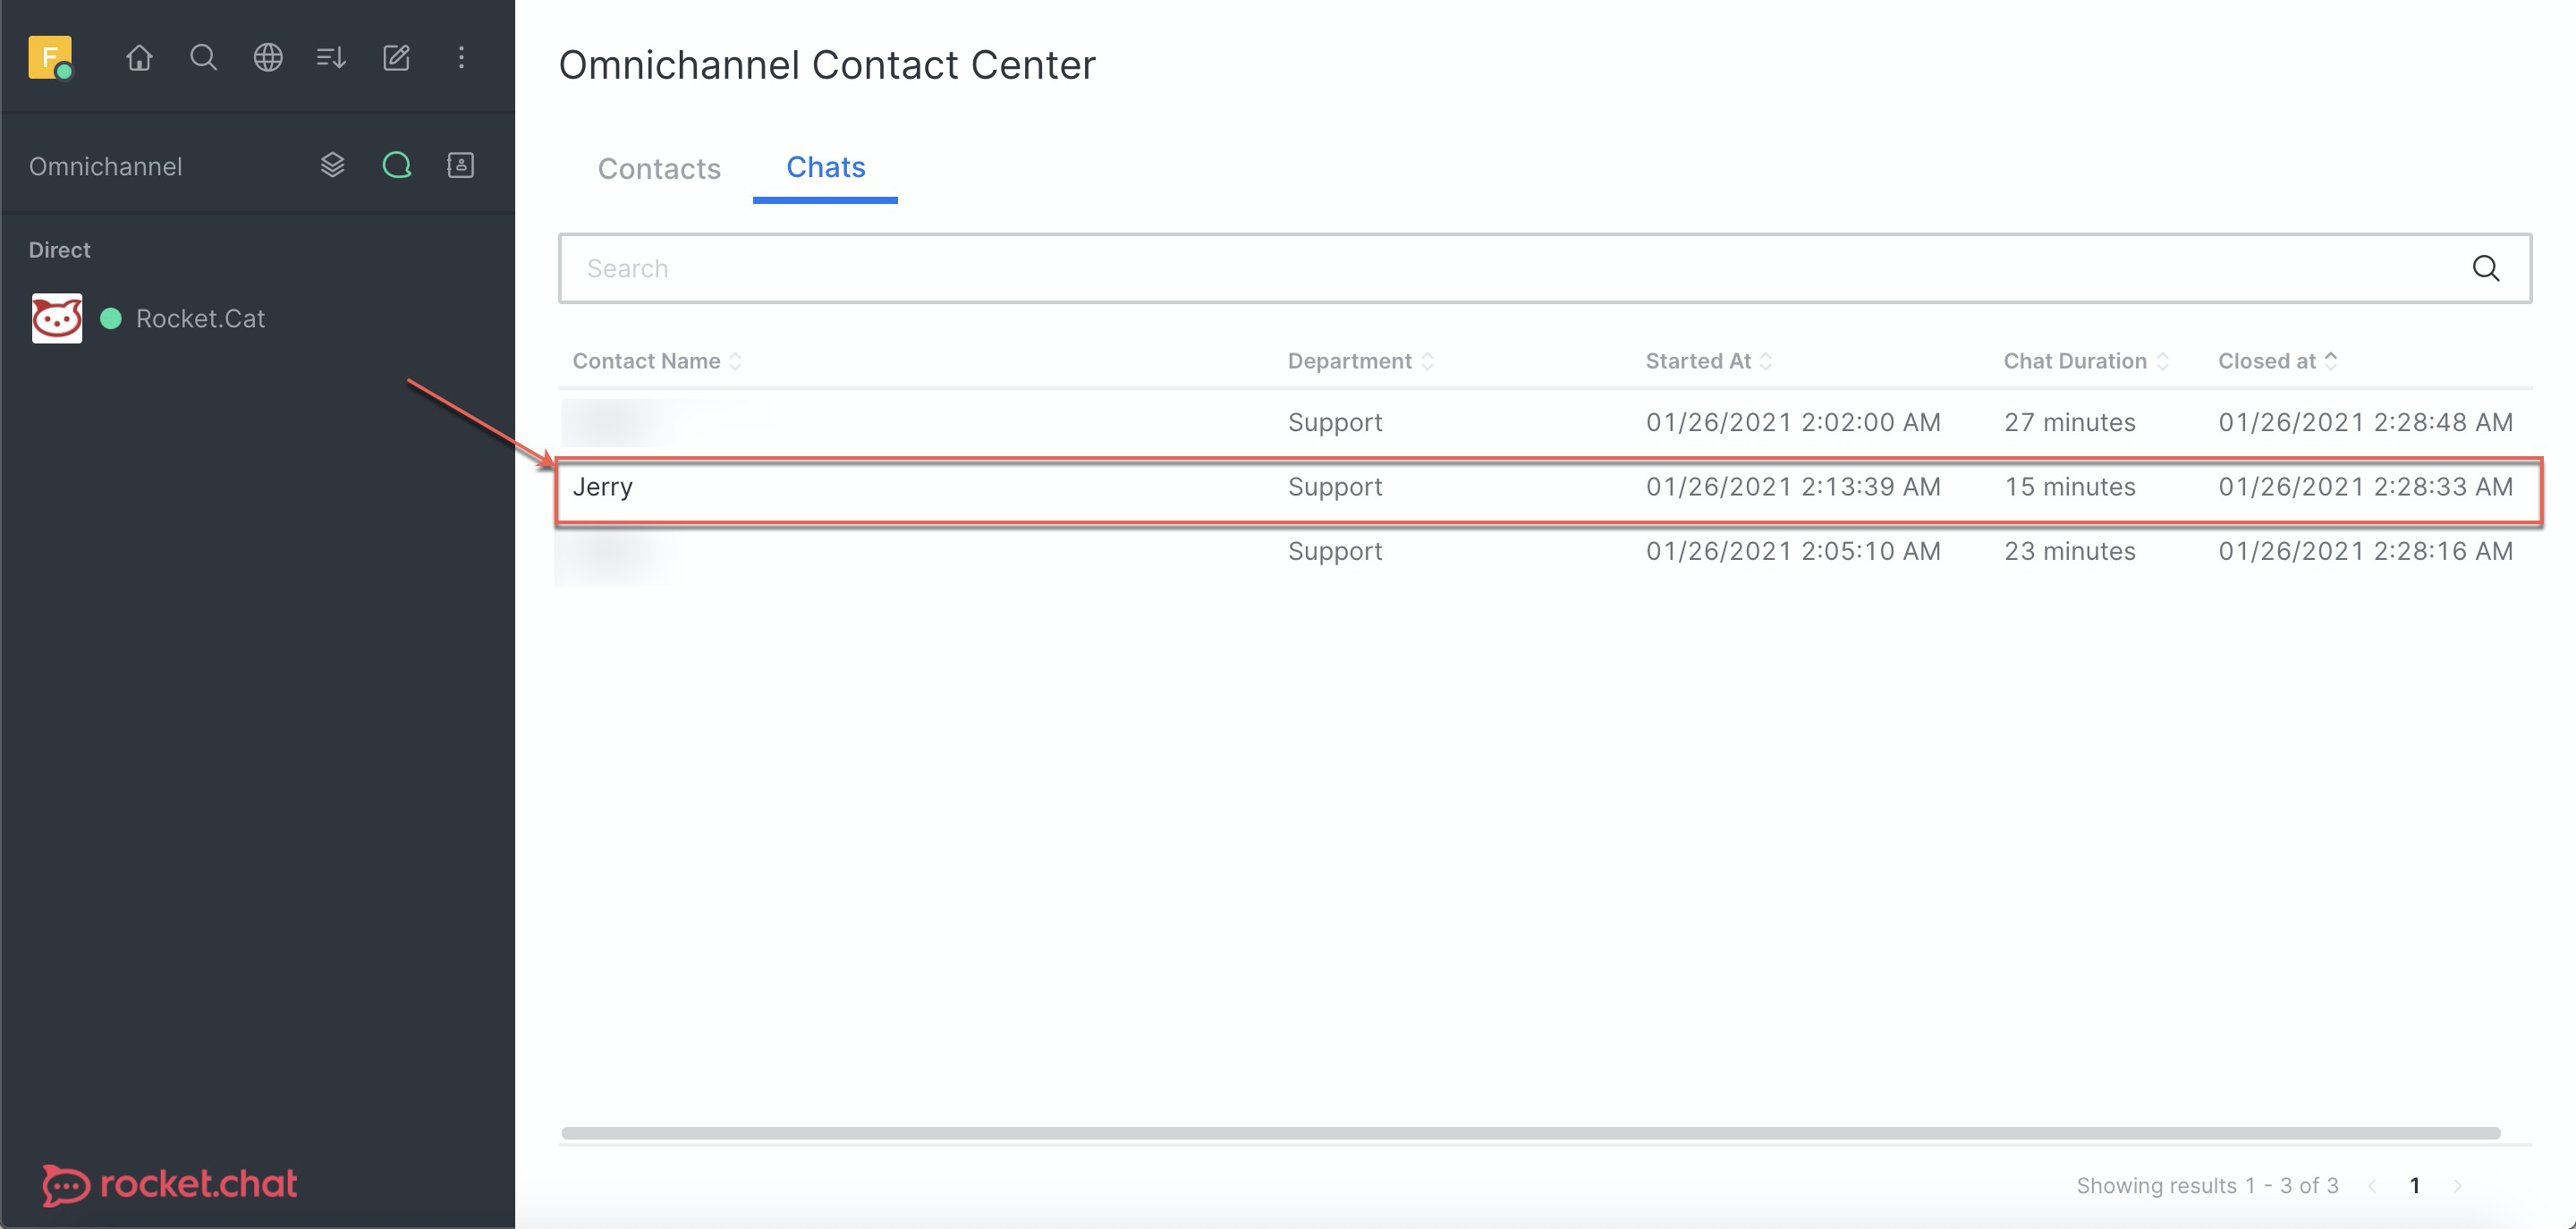 F
Omnichannel Contact Center
Omnichannel
Contacts Chats
Direct
Rocket.Cat
Search
Contact Name Department Started At Chat Duration Closed at
Support 01/26/2021 2:02:00 AM 27 minutes 01/26/2021 2:28:48 AM
Jerry Support 01/26/2021 2:13:39 AM 15 minutes 01/26/2021 2:28:33 AM
Support 01/26/2021 2:05:10 AM 23 minutes 01/26/2021 2:28:16 AM
rocket.chat
Showing results 1 - 3 of 3 1